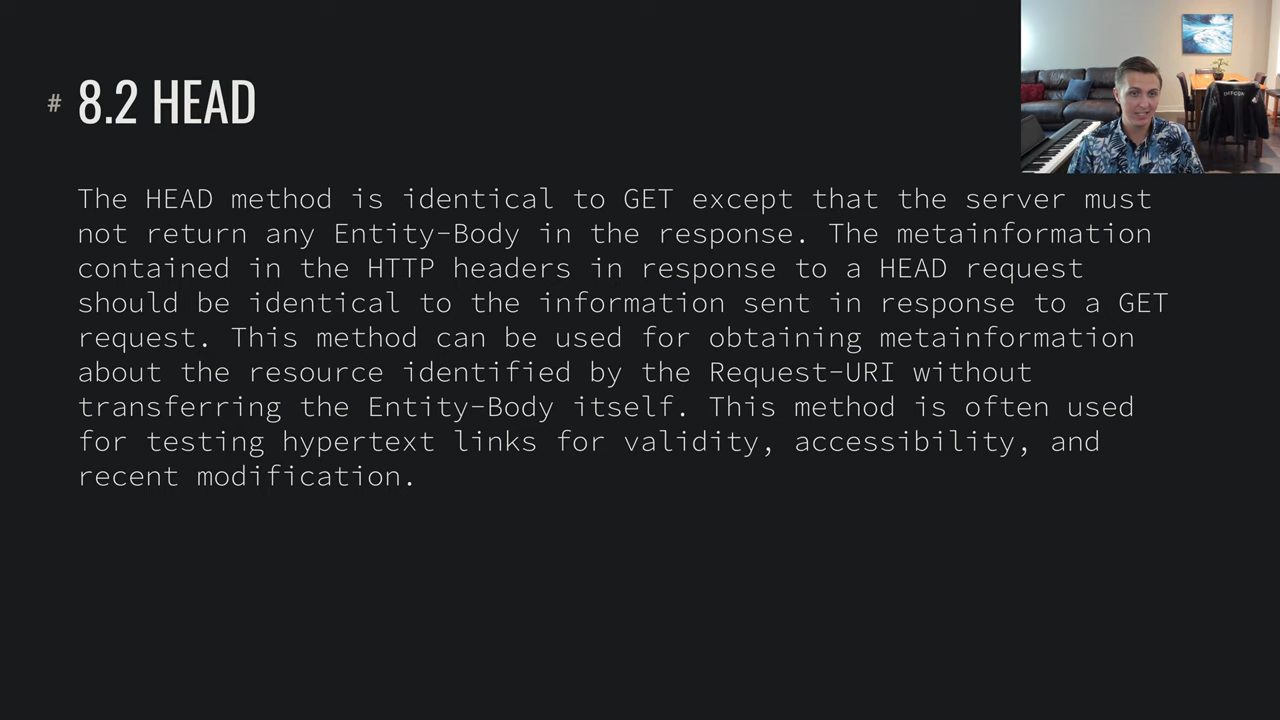 # 8.2 HEAD
The HEAD method is identical to GET except that the server must
not return any Entity-Body in the response. The metainformation
contained in the HTTP headers in response to a HEAD request
should be identical to the information sent in response to a GET
request. This method can be used for obtaining metainformation
about the resource identified by the Request-URI without
transferring the Entity-Body itself. This method is often used
for testing hypertext links for validity, accessibility, and
recent modification.
DEFCON